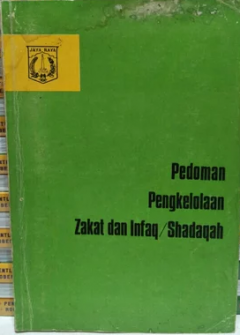 JAYA RAYA
Pedoman
Pengkelolaan
Zakat dan Infaq/Shadaqah